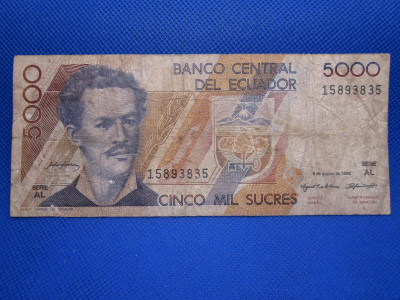 BANCO CENTRAL
DEL ECUADOR
5000
15893835
5000
SERIE
AL
SERIE
AL
15893835
CINCO MIL SUCRES